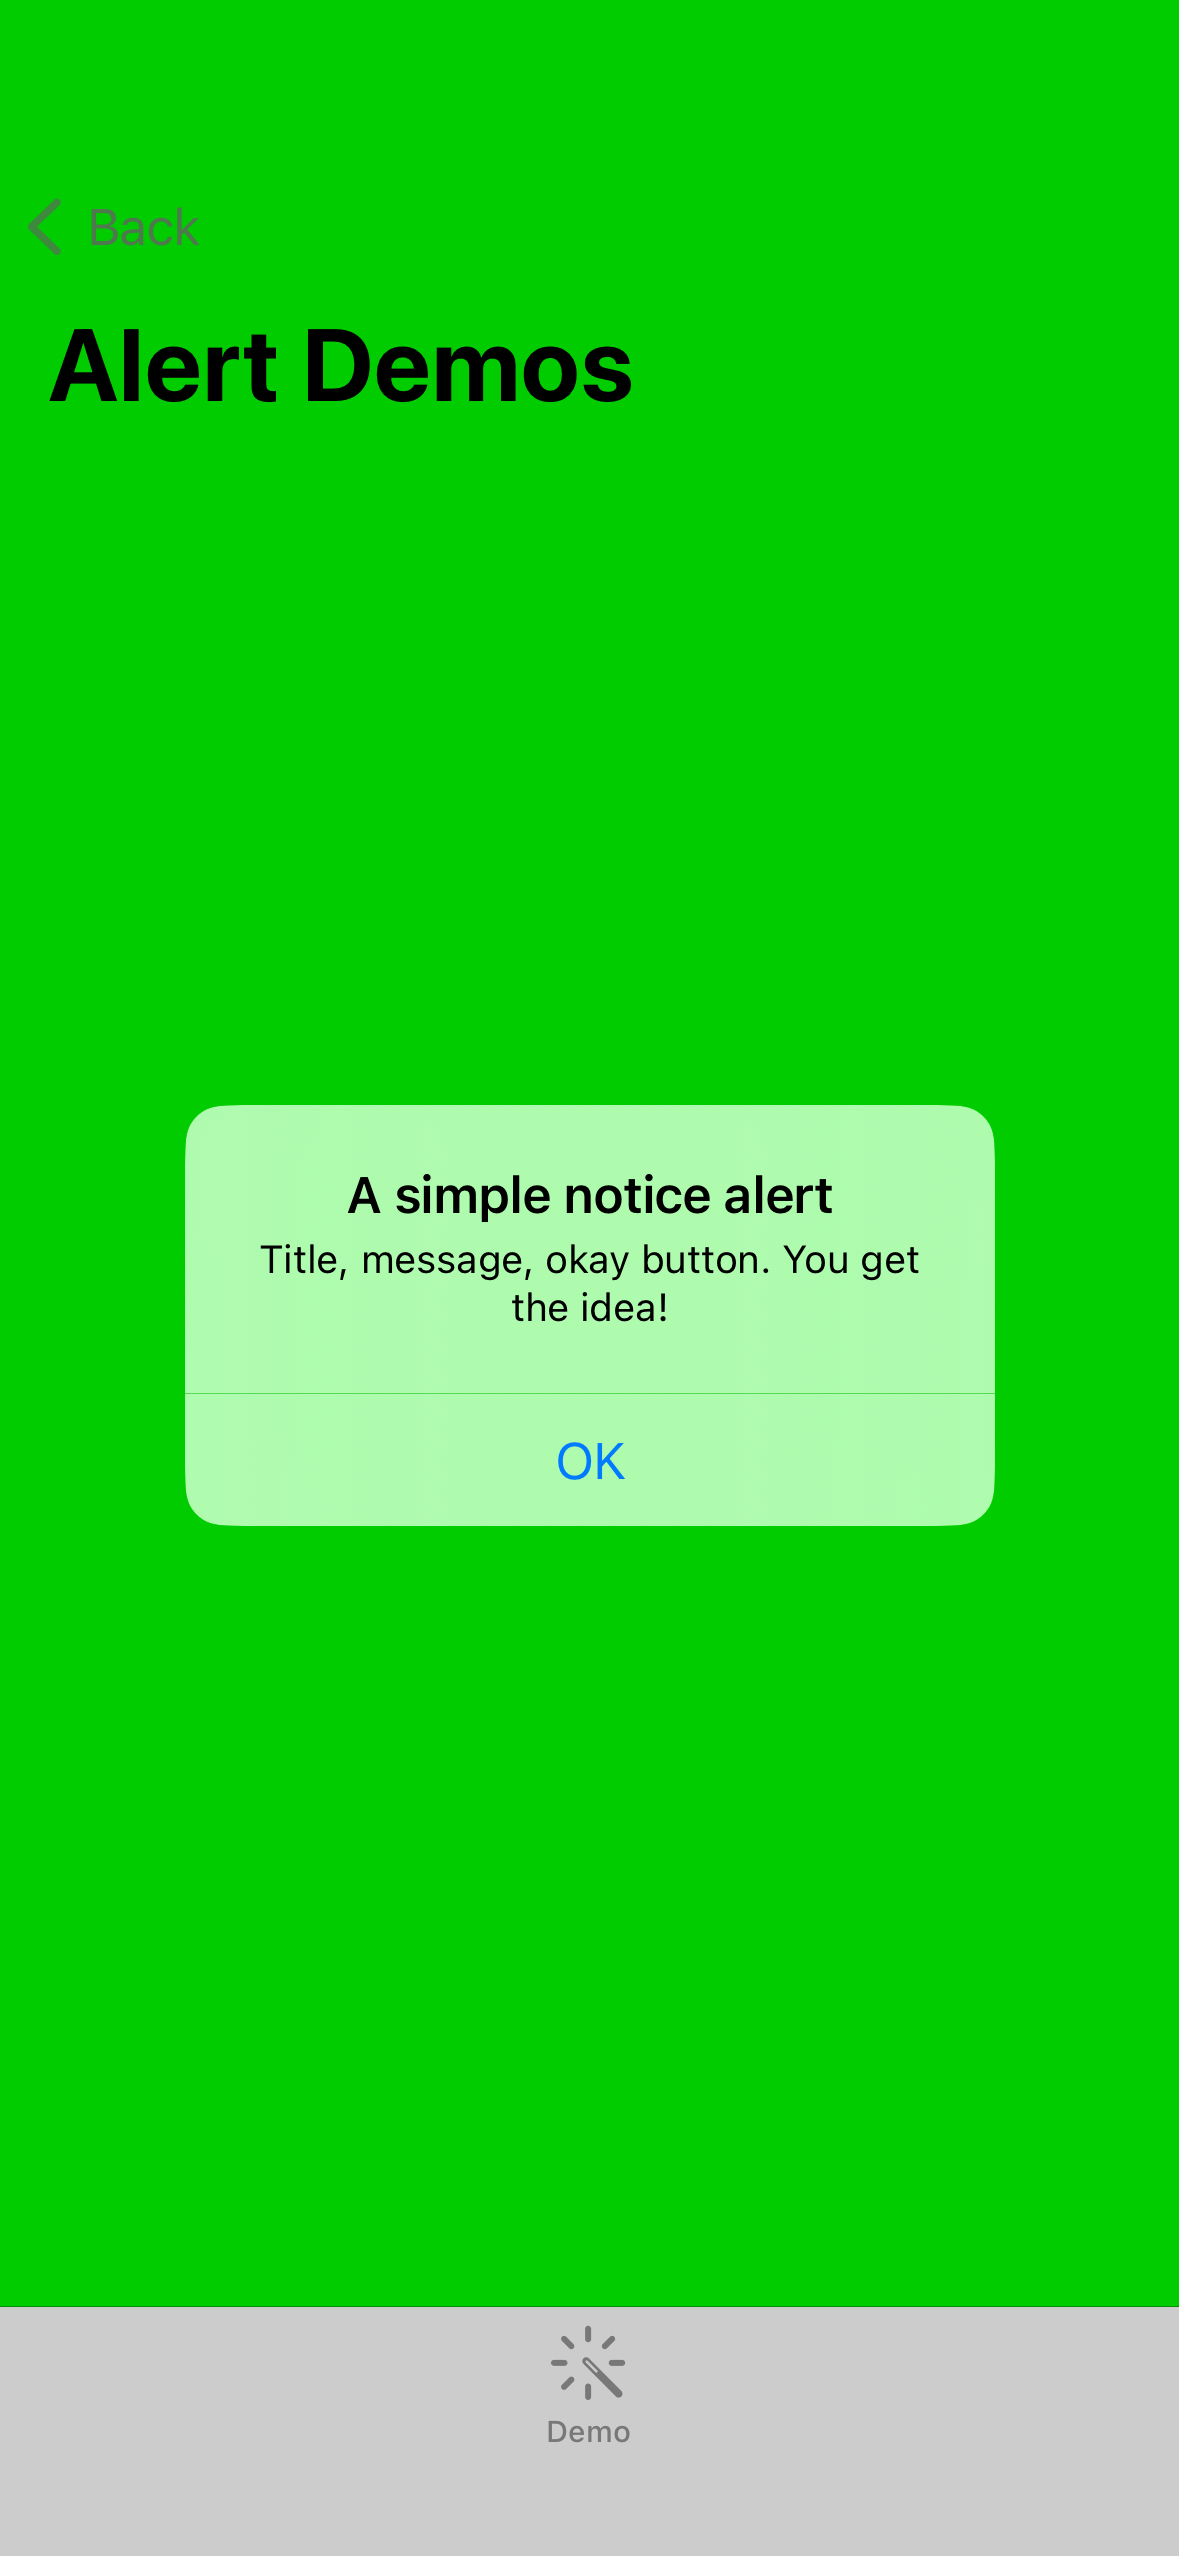 Back
Alert Demos
A simple notice alert
Title, message, okay button. You get
the idea!
OK
Demo